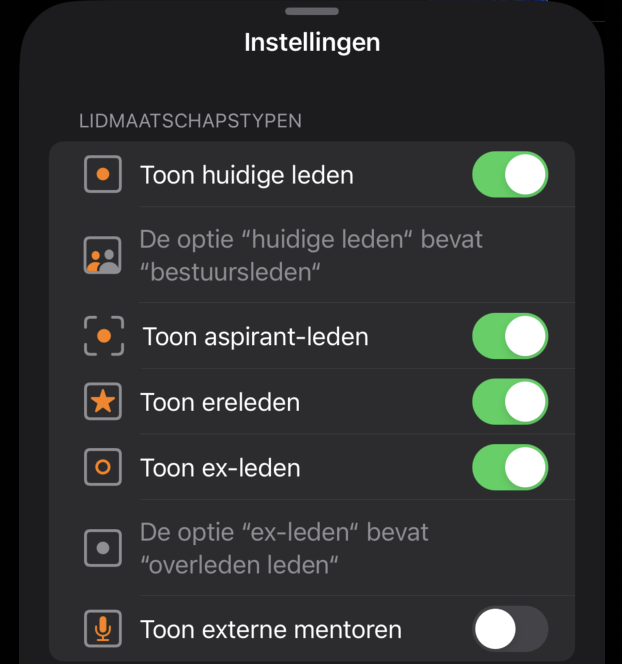 Instellingen
LIDMAATSCHAPSTYPEN
Toon huidige leden
De optie “huidige leden“ bevat
“bestuursleden“
Toon aspirant-leden
Toon ereleden
Toon ex-leden
De optie “ex-leden“ bevat
“overleden leden“
Toon externe mentoren